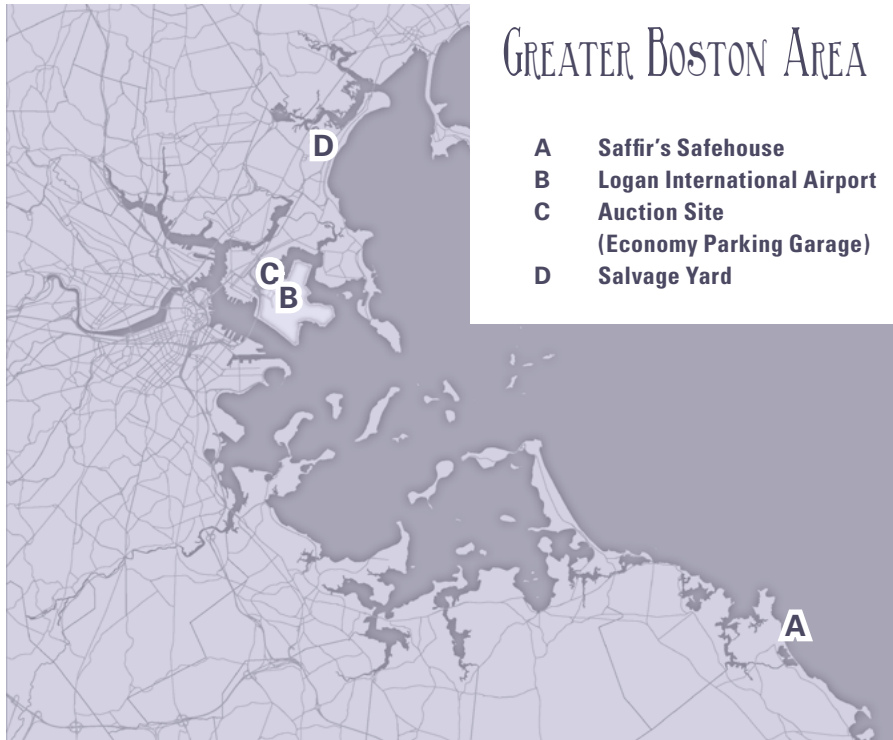 GREATER BOSTON AREA
A Saffir's Safehouse
B Logan International Airport
C Auction Site
(Economy Parking Garage)
D Salvage Yard
D
C
B
A